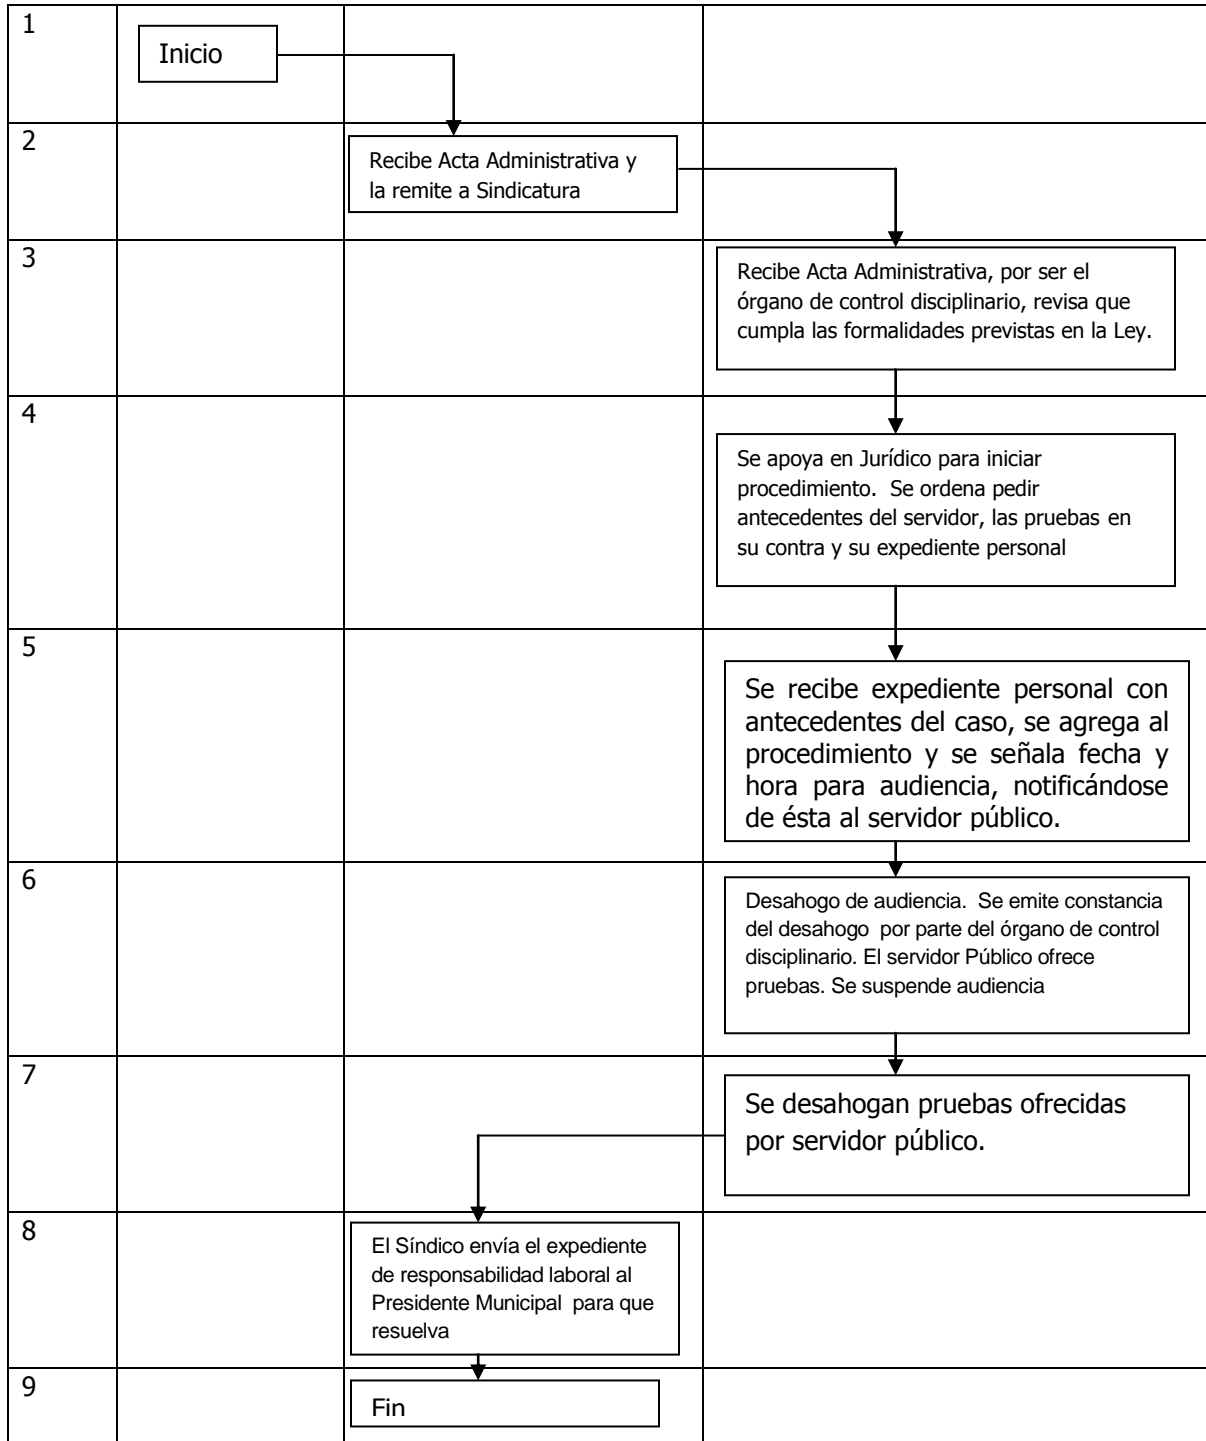 1
Inicio
2
Recibe Acta Administrativa y
la remite a Sindicatura
3
Recibe Acta Administrativa, por ser el
órgano de control disciplinario, revisa que
cumpla las formalidades previstas en la Ley.
4
Se apoya en Jurídico para iniciar
procedimiento. Se ordena pedir
antecedentes del servidor, las pruebas en
su contra y su expediente personal
5
Se recibe expediente personal con
antecedentes del caso, se agrega al
procedimiento y se señala fecha y
hora para audiencia, notificándose
de ésta al servidor público.
6
Desahogo de audiencia. Se emite constancia
del desahogo por parte del órgano de control
disciplinario. El servidor Público ofrece
pruebas. Se suspende audiencia
7
Se desahogan pruebas ofrecidas
por servidor público.
8
El Síndico envía el expediente
de responsabilidad laboral al
Presidente Municipal para que
resuelva
9
Fin